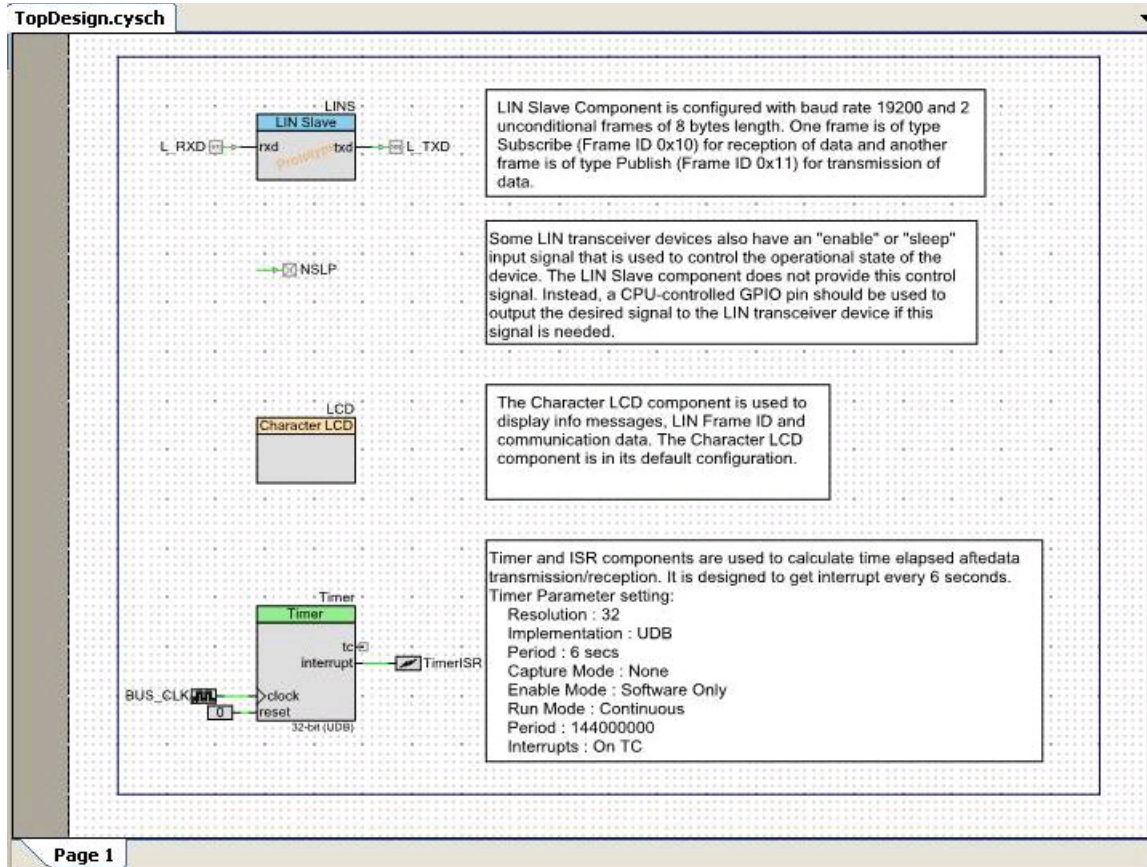 TopDesign.cysch
LINS
LIN Slave
L_RXD
rxd
txd
L_TXD
Prototype
LIN Slave Component is configured with baud rate 19200 and 2
unconditional frames of 8 bytes length. One frame is of type
Subscribe (Frame ID 0x10) for reception of data and another
frame is of type Publish (Frame ID 0x11) for transmission of
data.
NSLP
Some LIN transceiver devices also have an "enable" or "sleep"
input signal that is used to control the operational state of the
device. The LIN Slave component does not provide this control
signal. Instead, a CPU-controlled GPIO pin should be used to
output the desired signal to the LIN transceiver device if this
signal is needed.
LCD
Character LCD
The Character LCD component is used to
display info messages, LIN Frame ID and
communication data. The Character LCD
component is in its default configuration.
Timer
Timer
tc
interrupt
TimerISR
BUS_CLK
clock
0
reset
32-bit (UDB)
Timer and ISR components are used to calculate time elapsed aftedata
transmission/reception. It is designed to get interrupt every 6 seconds.
Timer Parameter setting:
Resolution : 32
Implementation : UDB
Period : 6 secs
Capture Mode : None
Enable Mode : Software Only
Run Mode : Continuous
Period : 144000000
Interrupts : On TC
Page 1